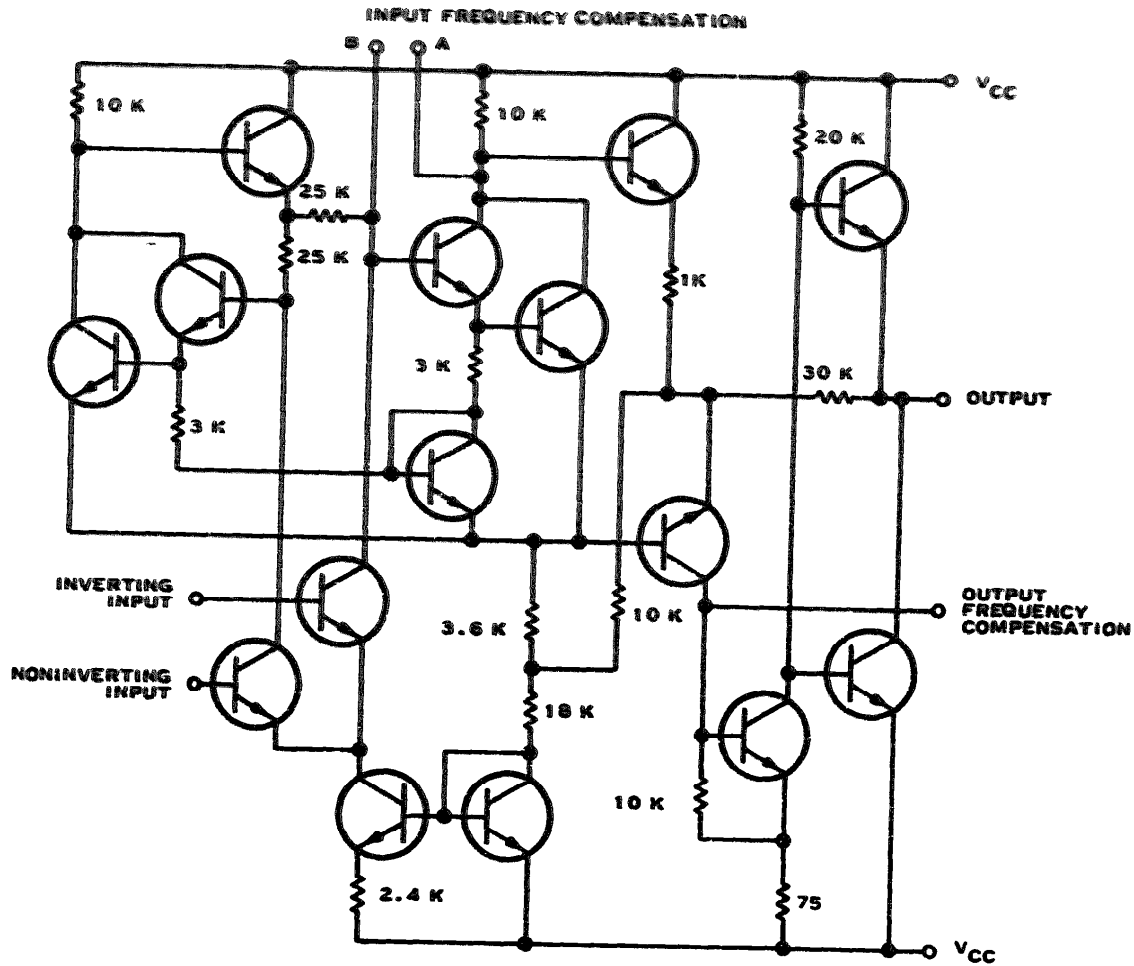 INPUT FREQUENCY COMPENSATION
B A
VCC
10 K
10 K
20 K
25 K
25 K
1K
3 K
30 K
OUTPUT
3 K
INVERTING
INPUT
3.6 K
10 K
OUTPUT
FREQUENCY
COMPENSATION
NONINVERTING
INPUT
18 K
10 K
2.4 K
75
VCC